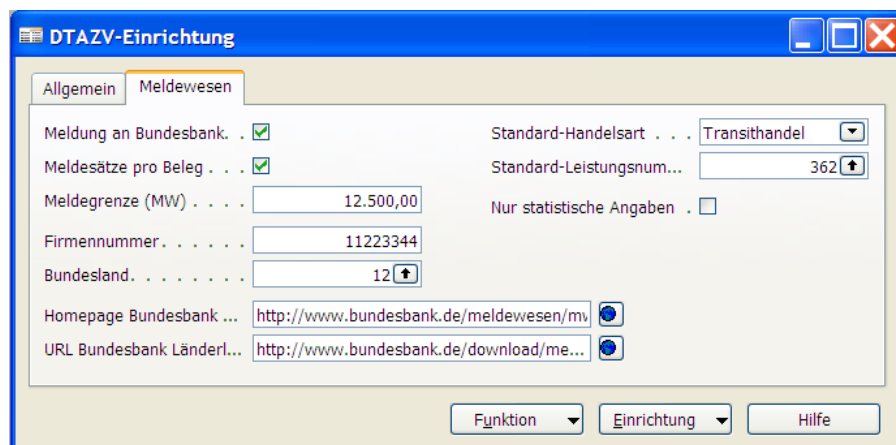 DTAZV-Einrichtung
Allgemein Meldewesen
Meldung an Bundesbank. .
Standard-Handelsart . . . Transithandel
Meldesätze pro Beleg . . .
Standard-Leistungsnum... 362
Meldegrenze (MW) . . . . 12.500,00
Nur statistische Angaben .
Firmennummer. . . . . . 11223344
Bundesland. . . . . . . . 12
Homepage Bundesbank ... http://www.bundesbank.de/meldewesen/
URL Bundesbank Länderl... http://www.bundesbank.de/download/me...
Funktion Einrichtung Hilfe